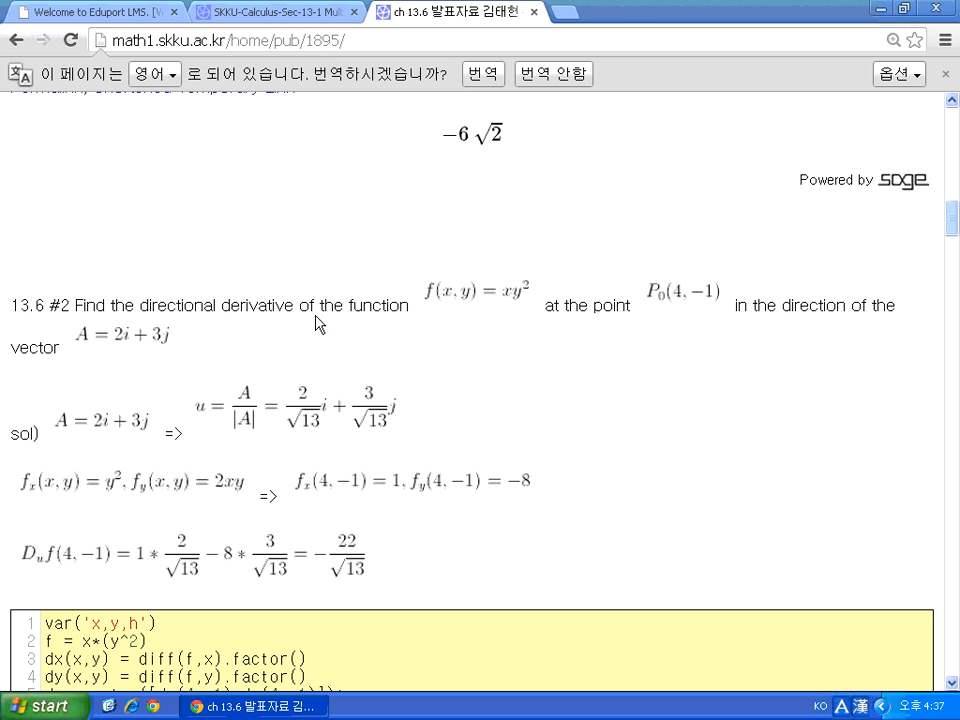 Welcome to Eduport LMS. [W
SKKU-Calculus-Sec-13-1 Mult
ch 13.6 발표자료 김태현
math1.skku.ac.kr/home/pub/1895/
이 페이지는 영어 로 되어 있습니다. 번역하시겠습니까? 번역 번역 안함 옵션
−6 √2
Powered by sage
13.6 #2 Find the directional derivative of the function f(x, y) = xy² at the point P₀(4, −1) in the direction of the
vector A = 2i + 3j
sol) A = 2i + 3j => u = A/|A| = 2/√13 i + 3/√13 j
fₓ(x, y) = y², f_y(x, y) = 2xy => fₓ(4, −1) = 1, f_y(4, −1) = −8
D_u f(4, −1) = 1 * 2/√13 − 8 * 3/√13 = − 22/√13
1 var('x,y,h')
2 f = x*(y^2)
3 dx(x,y) = diff(f,x).factor()
4 dy(x,y) = diff(f,y).factor()
start
ch 13.6 발표자료 김...
KO A 漢 오후 4:37